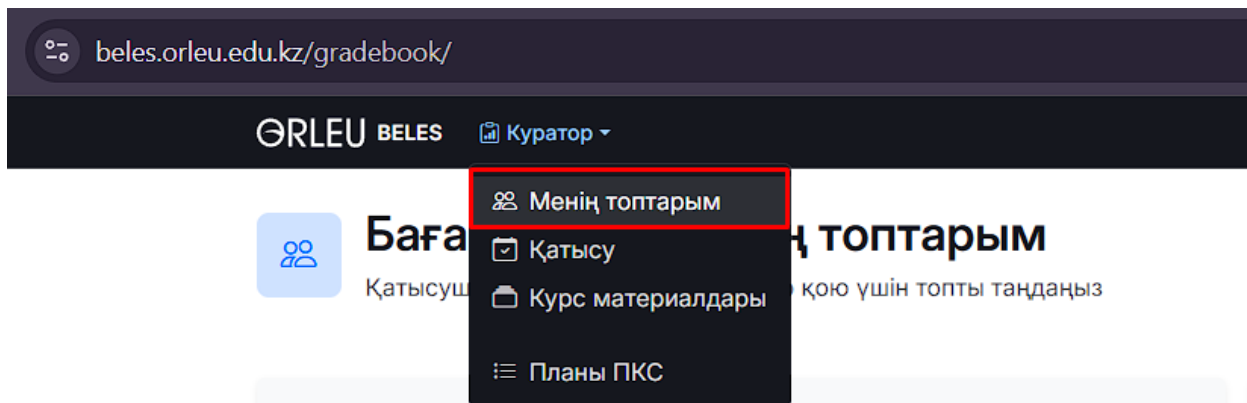 beles.orleu.edu.kz/gradebook/
ORLEU BELES Куратор
Менің топтарым
Баға ң топтарым
Қатысу
Қатысуш қою үшін топты таңдаңыз
Курс материалдары
Планы ПКС